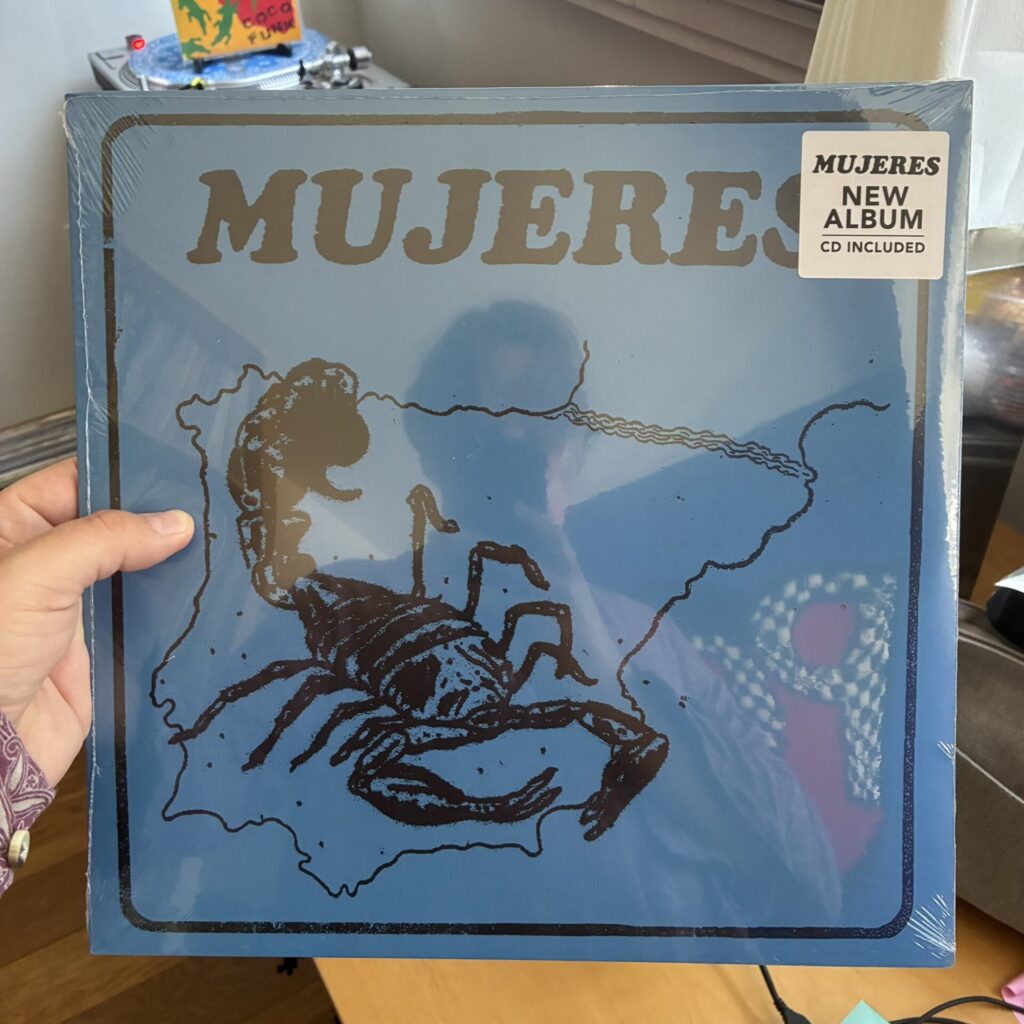 COCO
FUNK
MUJERES
MUJERES
NEW
ALBUM
CD INCLUDED